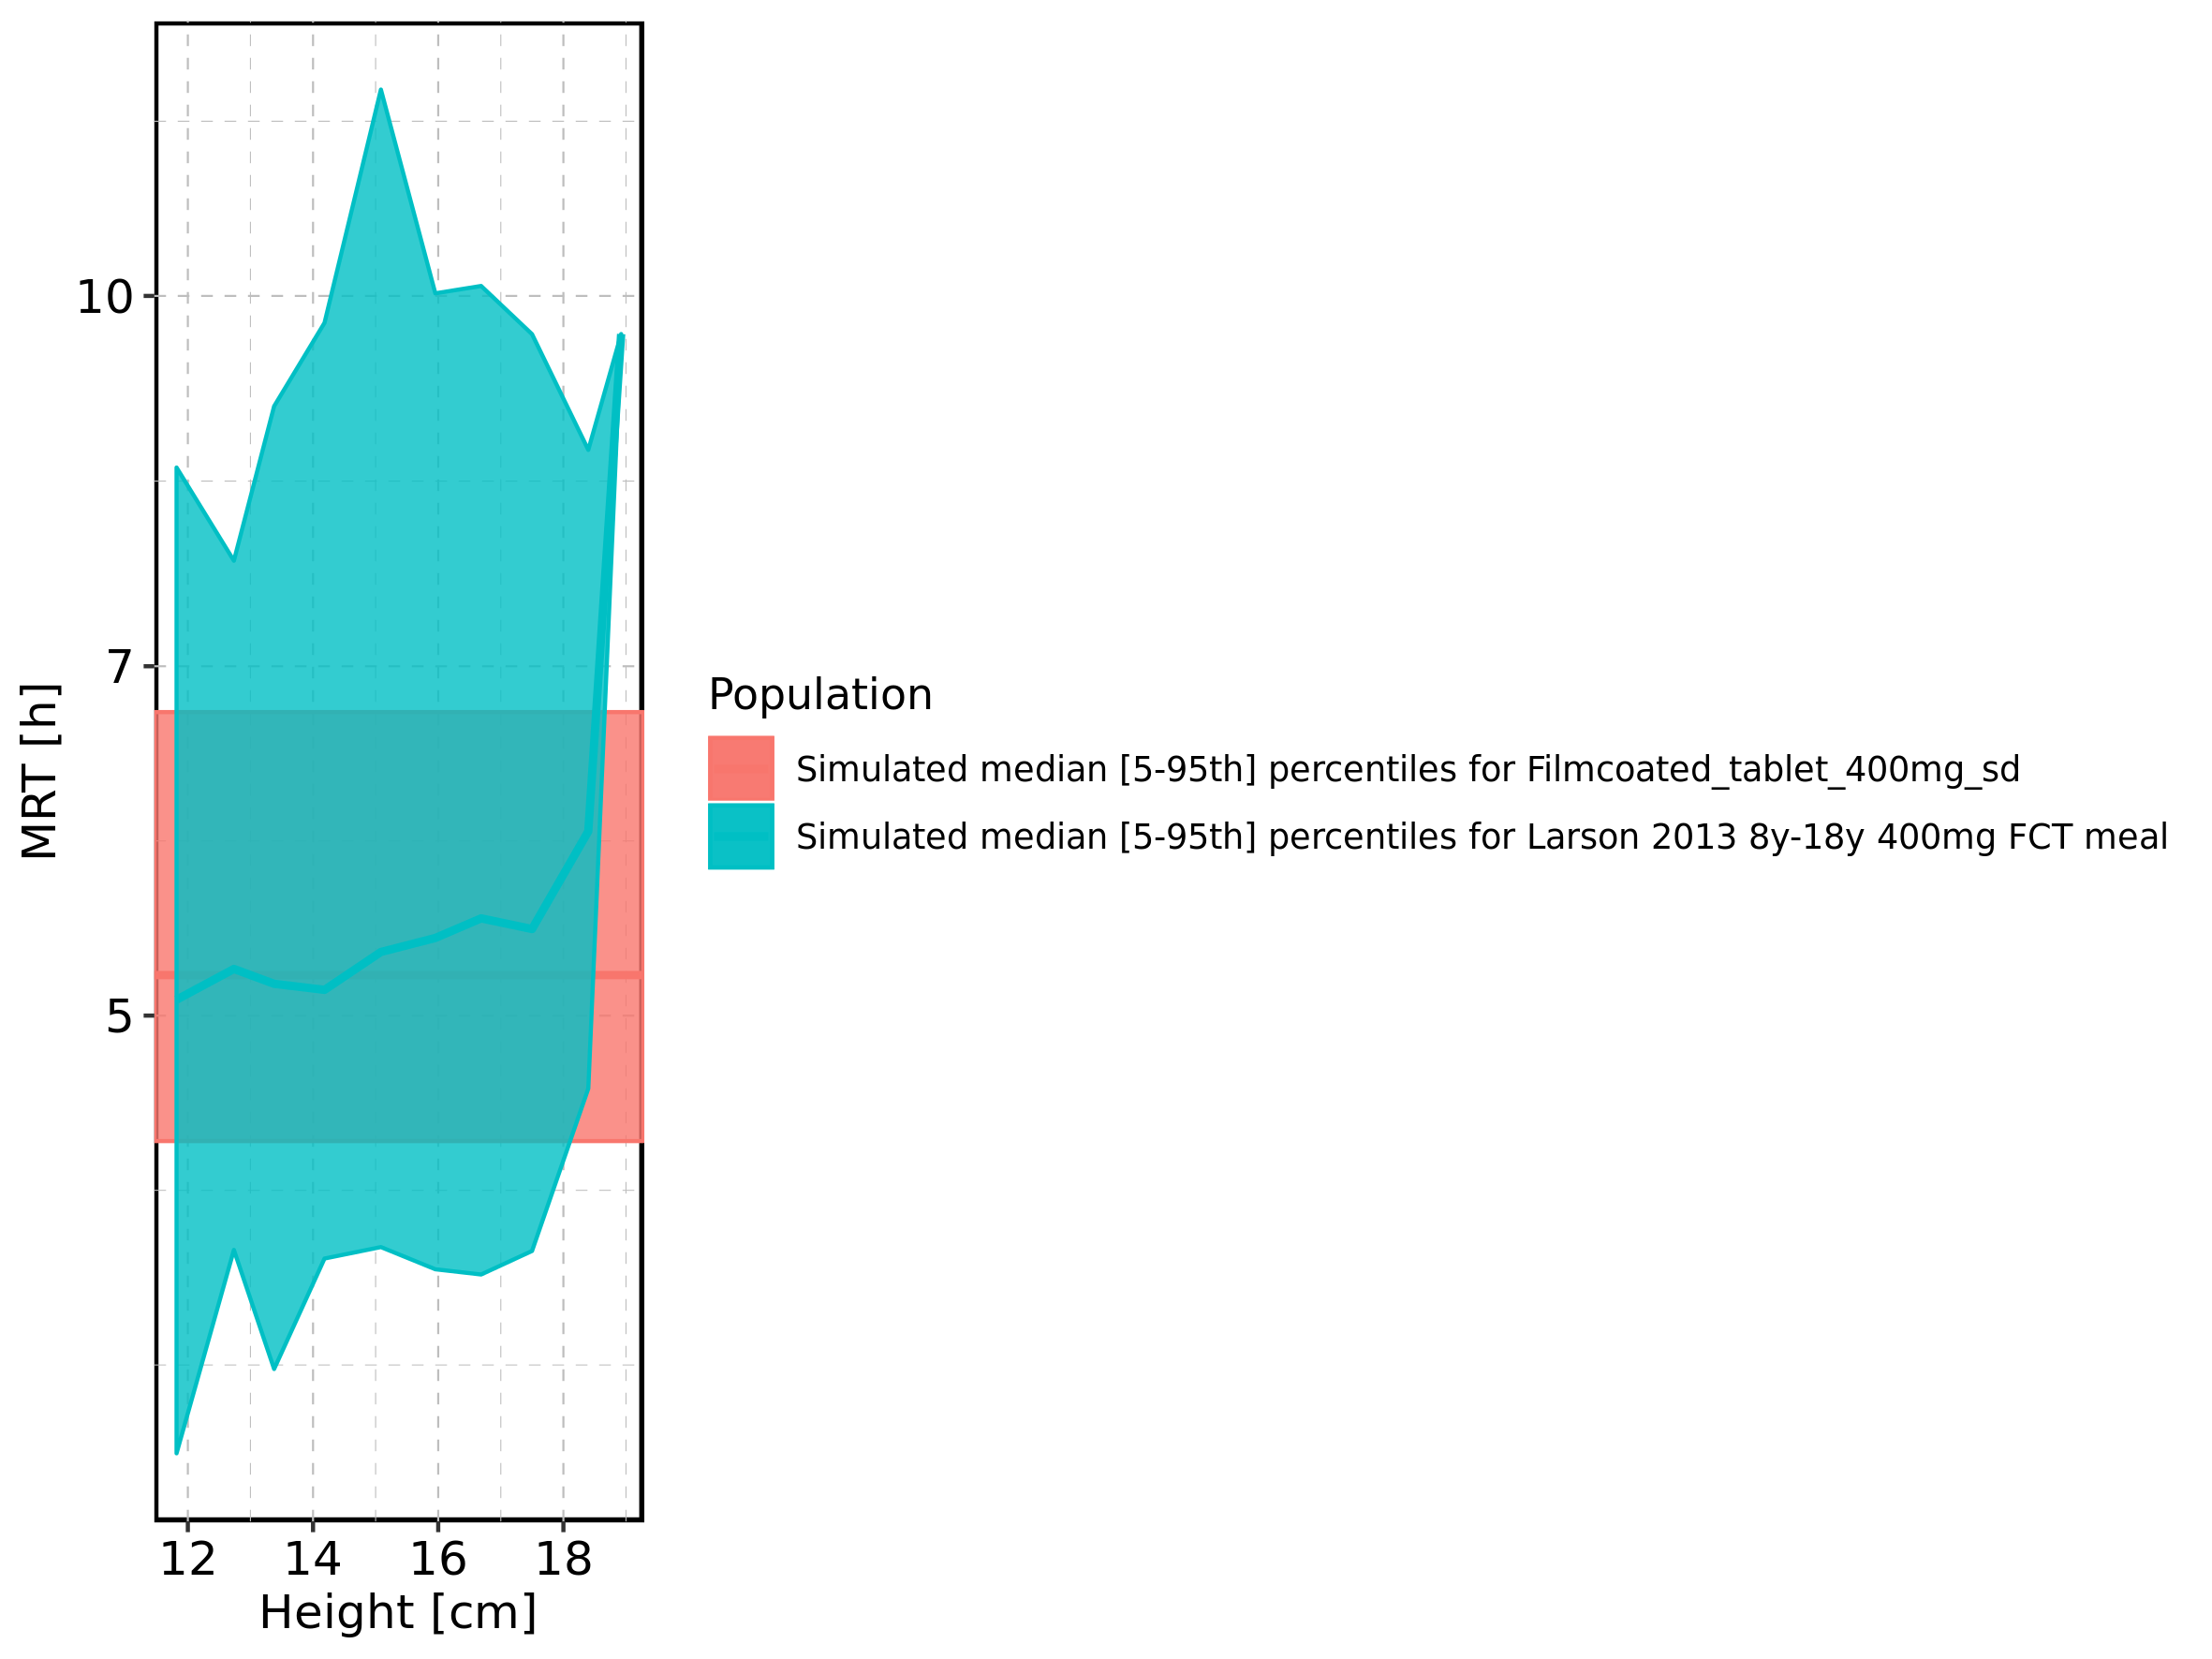 10
7
5
MRT [h]
12 14 16 18
Height [cm]
Population
Simulated median [5-95th] percentiles for Filmcoated_tablet_400mg_sd
Simulated median [5-95th] percentiles for Larson 2013 8y-18y 400mg FCT meal